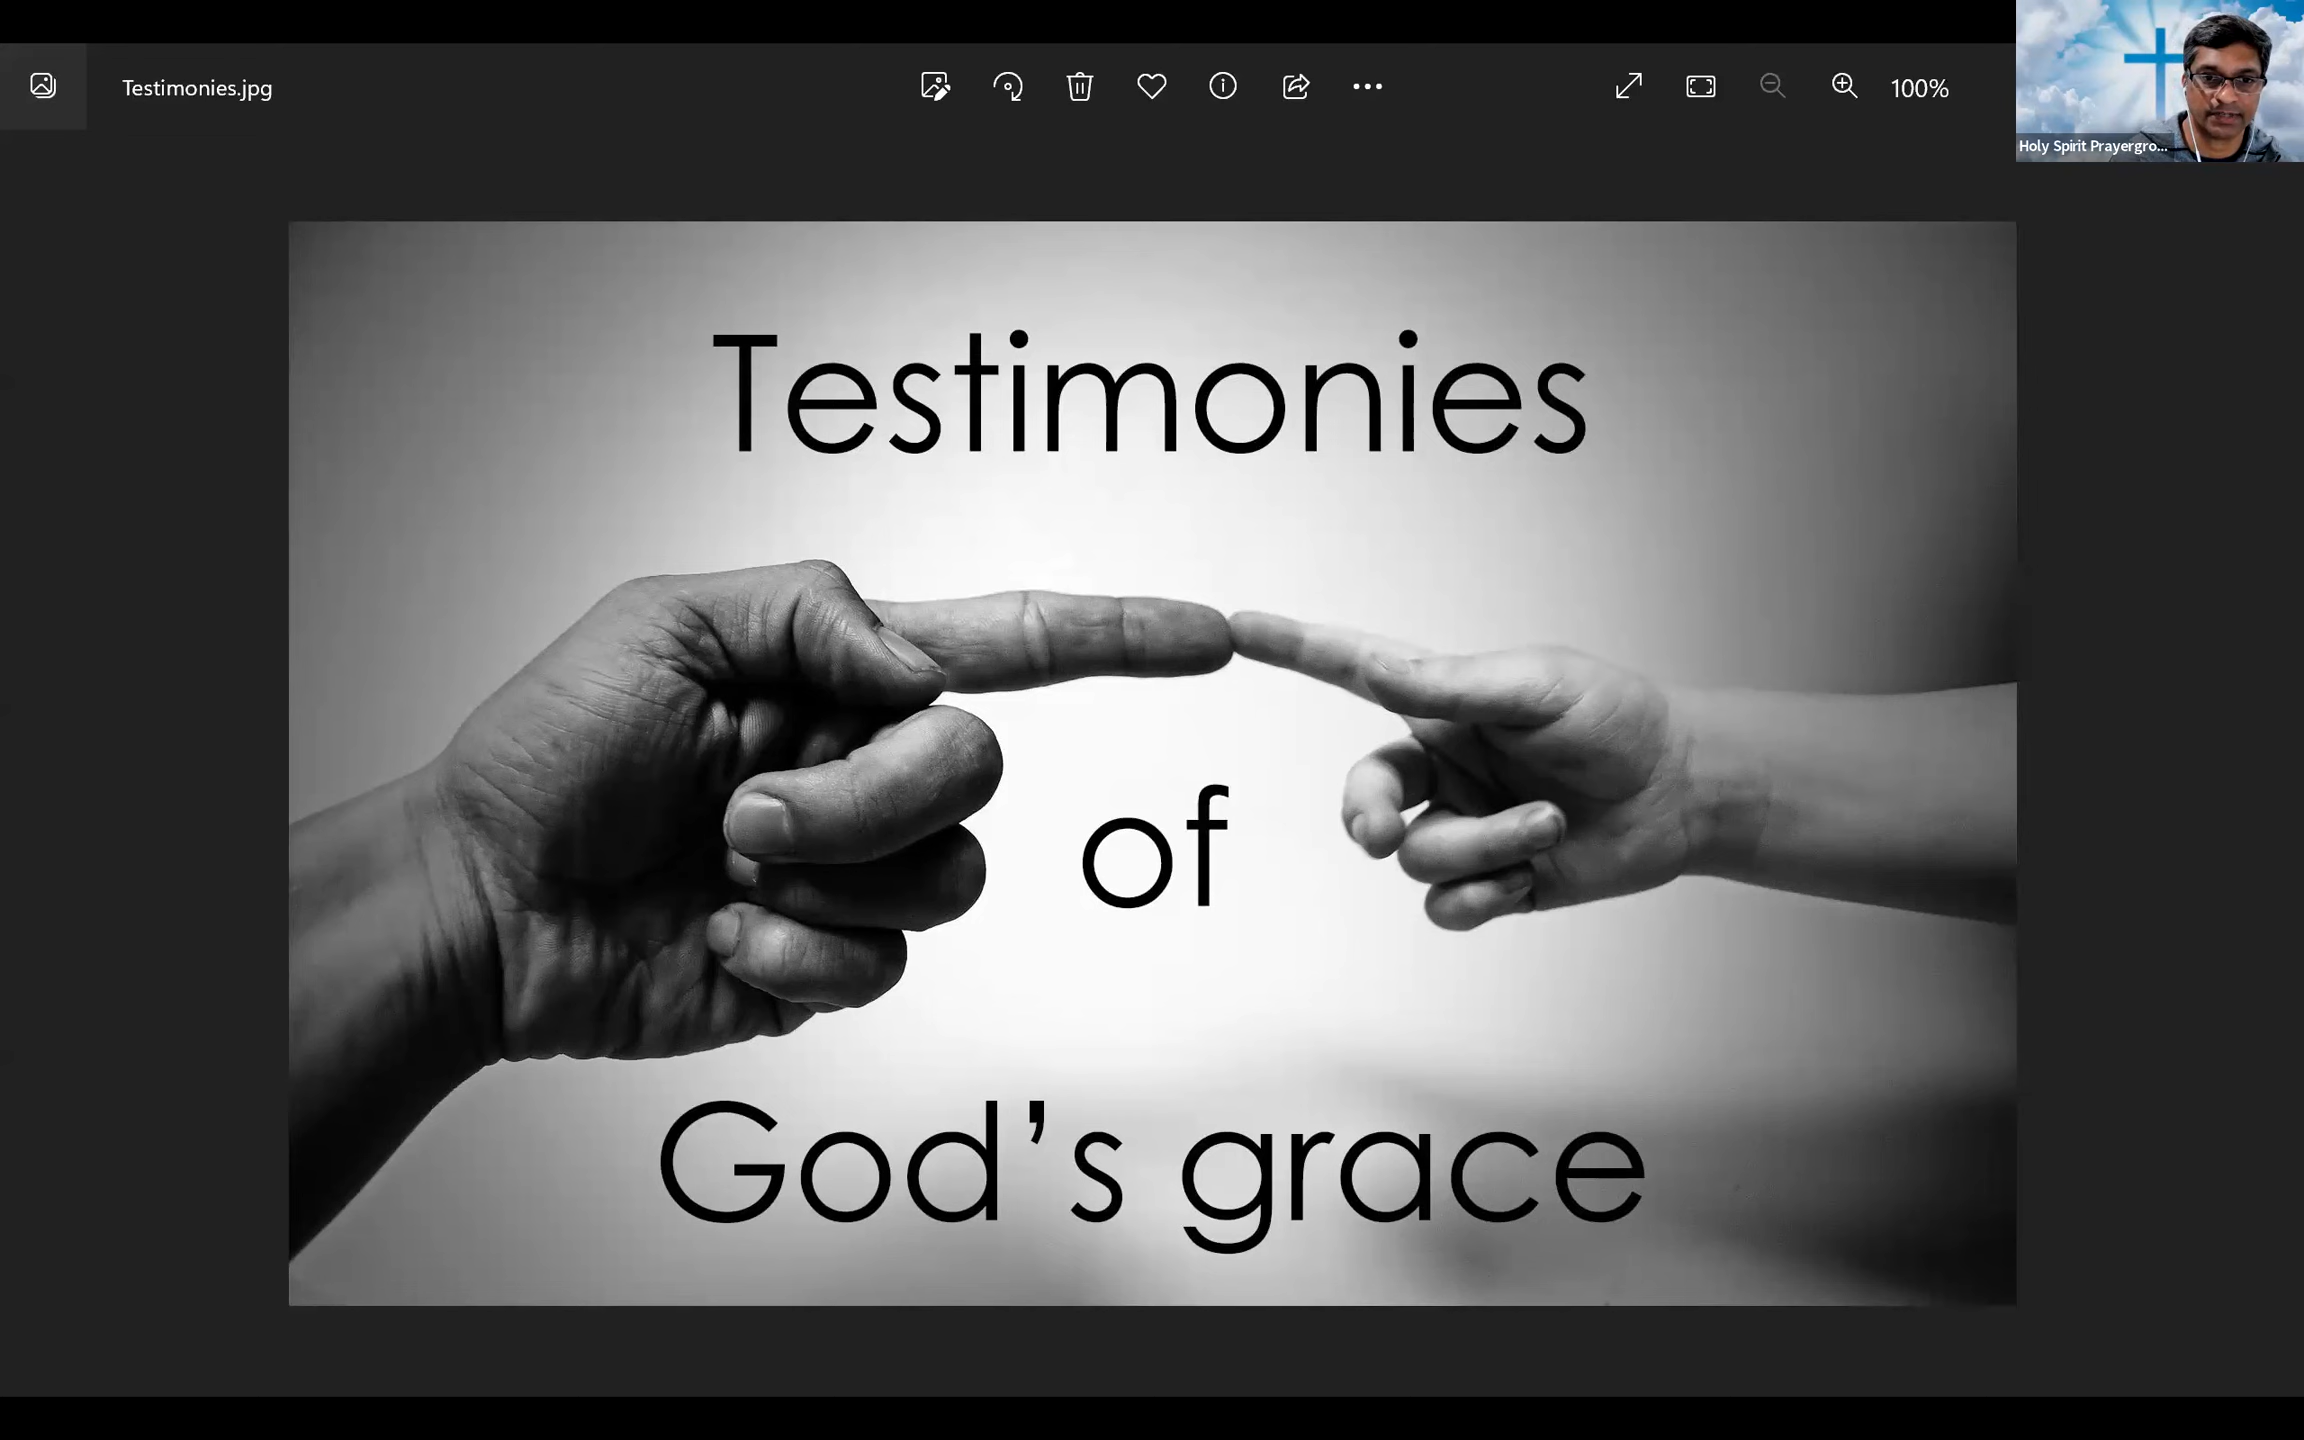 Testimonies.jpg
100%
Holy Spirit Prayergro...
Testimonies
of
God's grace